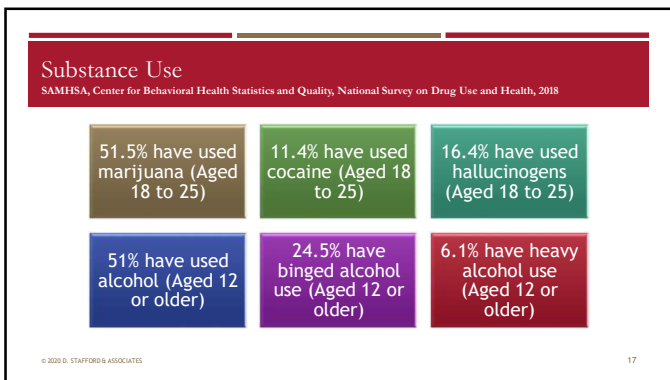 Substance Use
SAMHSA, Center for Behavioral Health Statistics and Quality, National Survey on Drug Use and Health, 2018
51.5% have used
marijuana (Aged
18 to 25)
11.4% have used
cocaine (Aged 18
to 25)
16.4% have used
hallucinogens
(Aged 18 to 25)
51% have used
alcohol (Aged 12
or older)
24.5% have
binged alcohol
use (Aged 12 or
older)
6.1% have heavy
alcohol use
(Aged 12 or
older)
© 2020 D. STAFFORD & ASSOCIATES
17